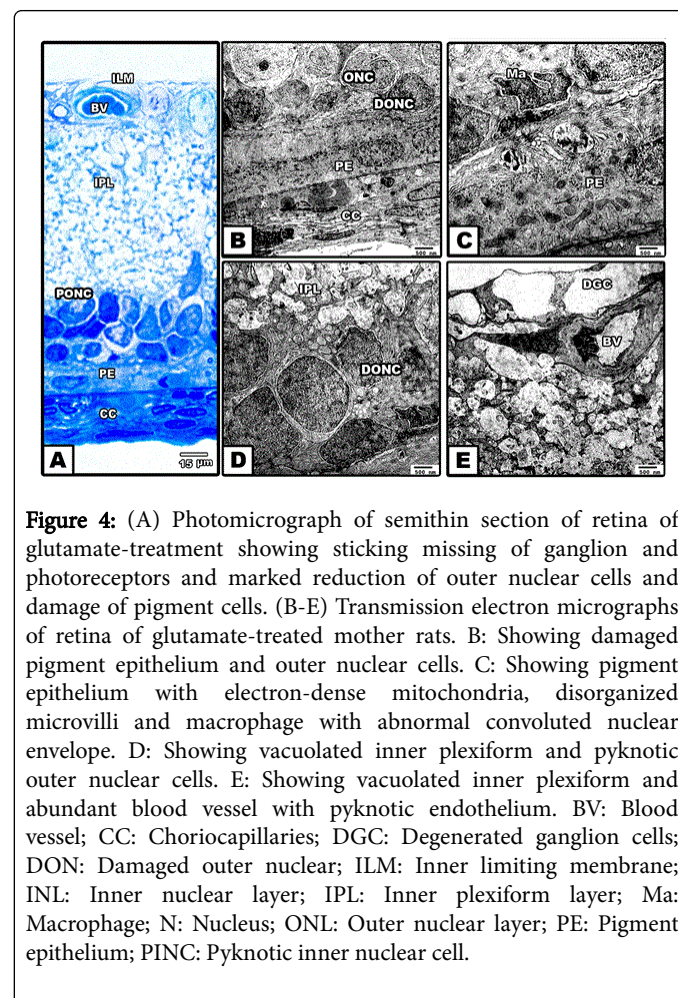 ILM
BV
IPL
PONC
PE
CC
A
15 µm
ONC
DONC
PE
CC
B
500 nm
Ma
PE
C
500 nm
IPL
DONC
D
500 nm
DGC
BV
E
500 nm
Figure 4: (A) Photomicrograph of semithin section of retina of
glutamate-treatment showing sticking missing of ganglion and
photoreceptors and marked reduction of outer nuclear cells and
damage of pigment cells. (B-E) Transmission electron micrographs
of retina of glutamate-treated mother rats. B: Showing damaged
pigment epithelium and outer nuclear cells. C: Showing pigment
epithelium with electron-dense mitochondria, disorganized
microvilli and macrophage with abnormal convoluted nuclear
envelope. D: Showing vacuolated inner plexiform and pyknotic
outer nuclear cells. E: Showing vacuolated inner plexiform and
abundant blood vessel with pyknotic endothelium. BV: Blood
vessel; CC: Choriocapillaries; DGC: Degenerated ganglion cells;
DON: Damaged outer nuclear; ILM: Inner limiting membrane;
INL: Inner nuclear layer; IPL: Inner plexiform layer; Ma:
Macrophage; N: Nucleus; ONL: Outer nuclear layer; PE: Pigment
epithelium; PINC: Pyknotic inner nuclear cell.